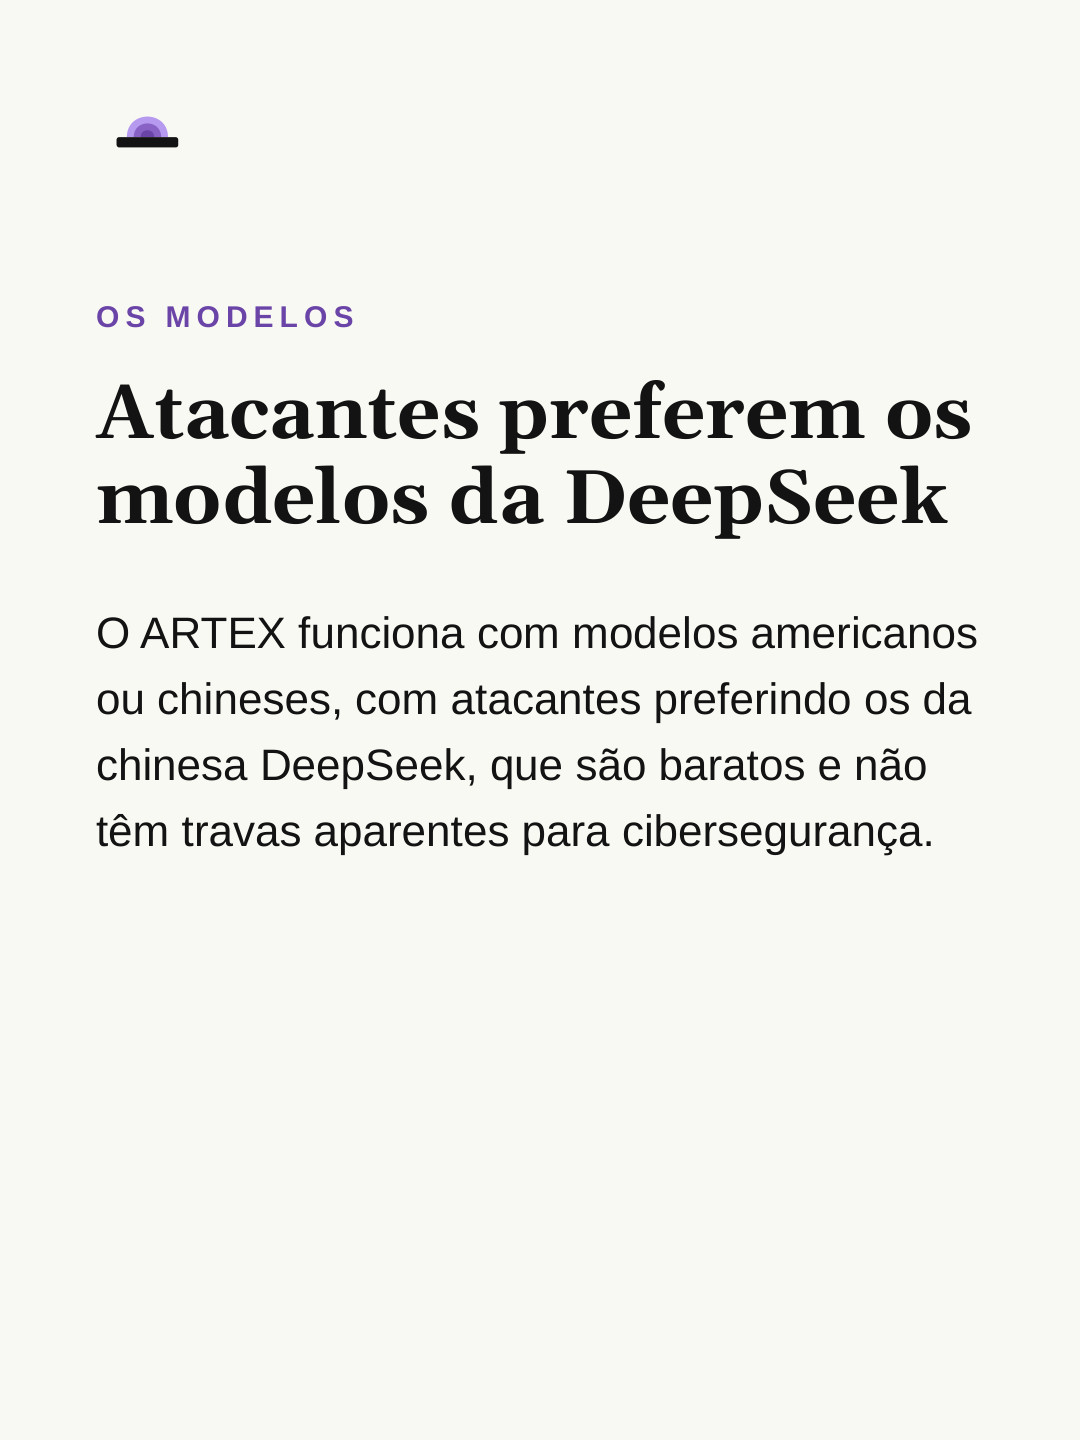 OS MODELOS
Atacantes preferem os
modelos da DeepSeek
O ARTEX funciona com modelos americanos
ou chineses, com atacantes preferindo os da
chinesa DeepSeek, que são baratos e não
têm travas aparentes para cibersegurança.